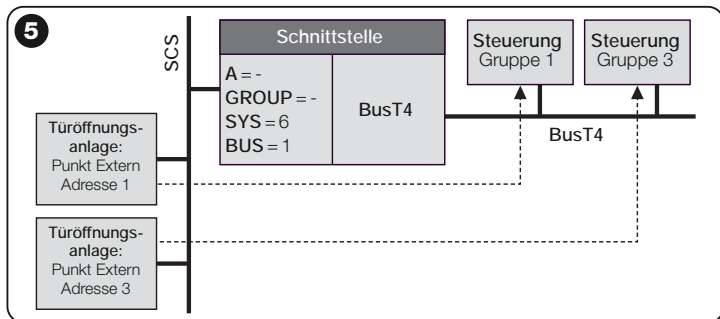 5
SCS
Schnittstelle
A = -
GROUP = -
SYS = 6
BUS = 1
BusT4
Steuerung
Gruppe 1
Steuerung
Gruppe 3
BusT4
Türöffnungs-
anlage:
Punkt Extern
Adresse 1
Türöffnungs-
anlage:
Punkt Extern
Adresse 3